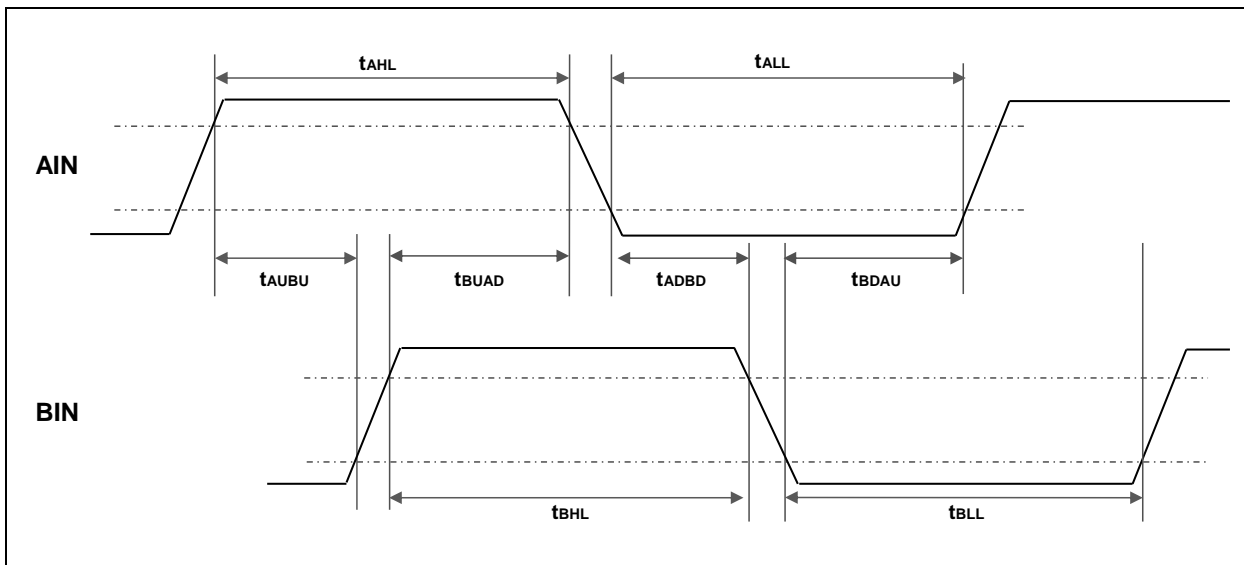 tAHL
tALL
AIN
tAUBU
tBUAD
tADBD
tBDAU
BIN
tBHL
tBLL